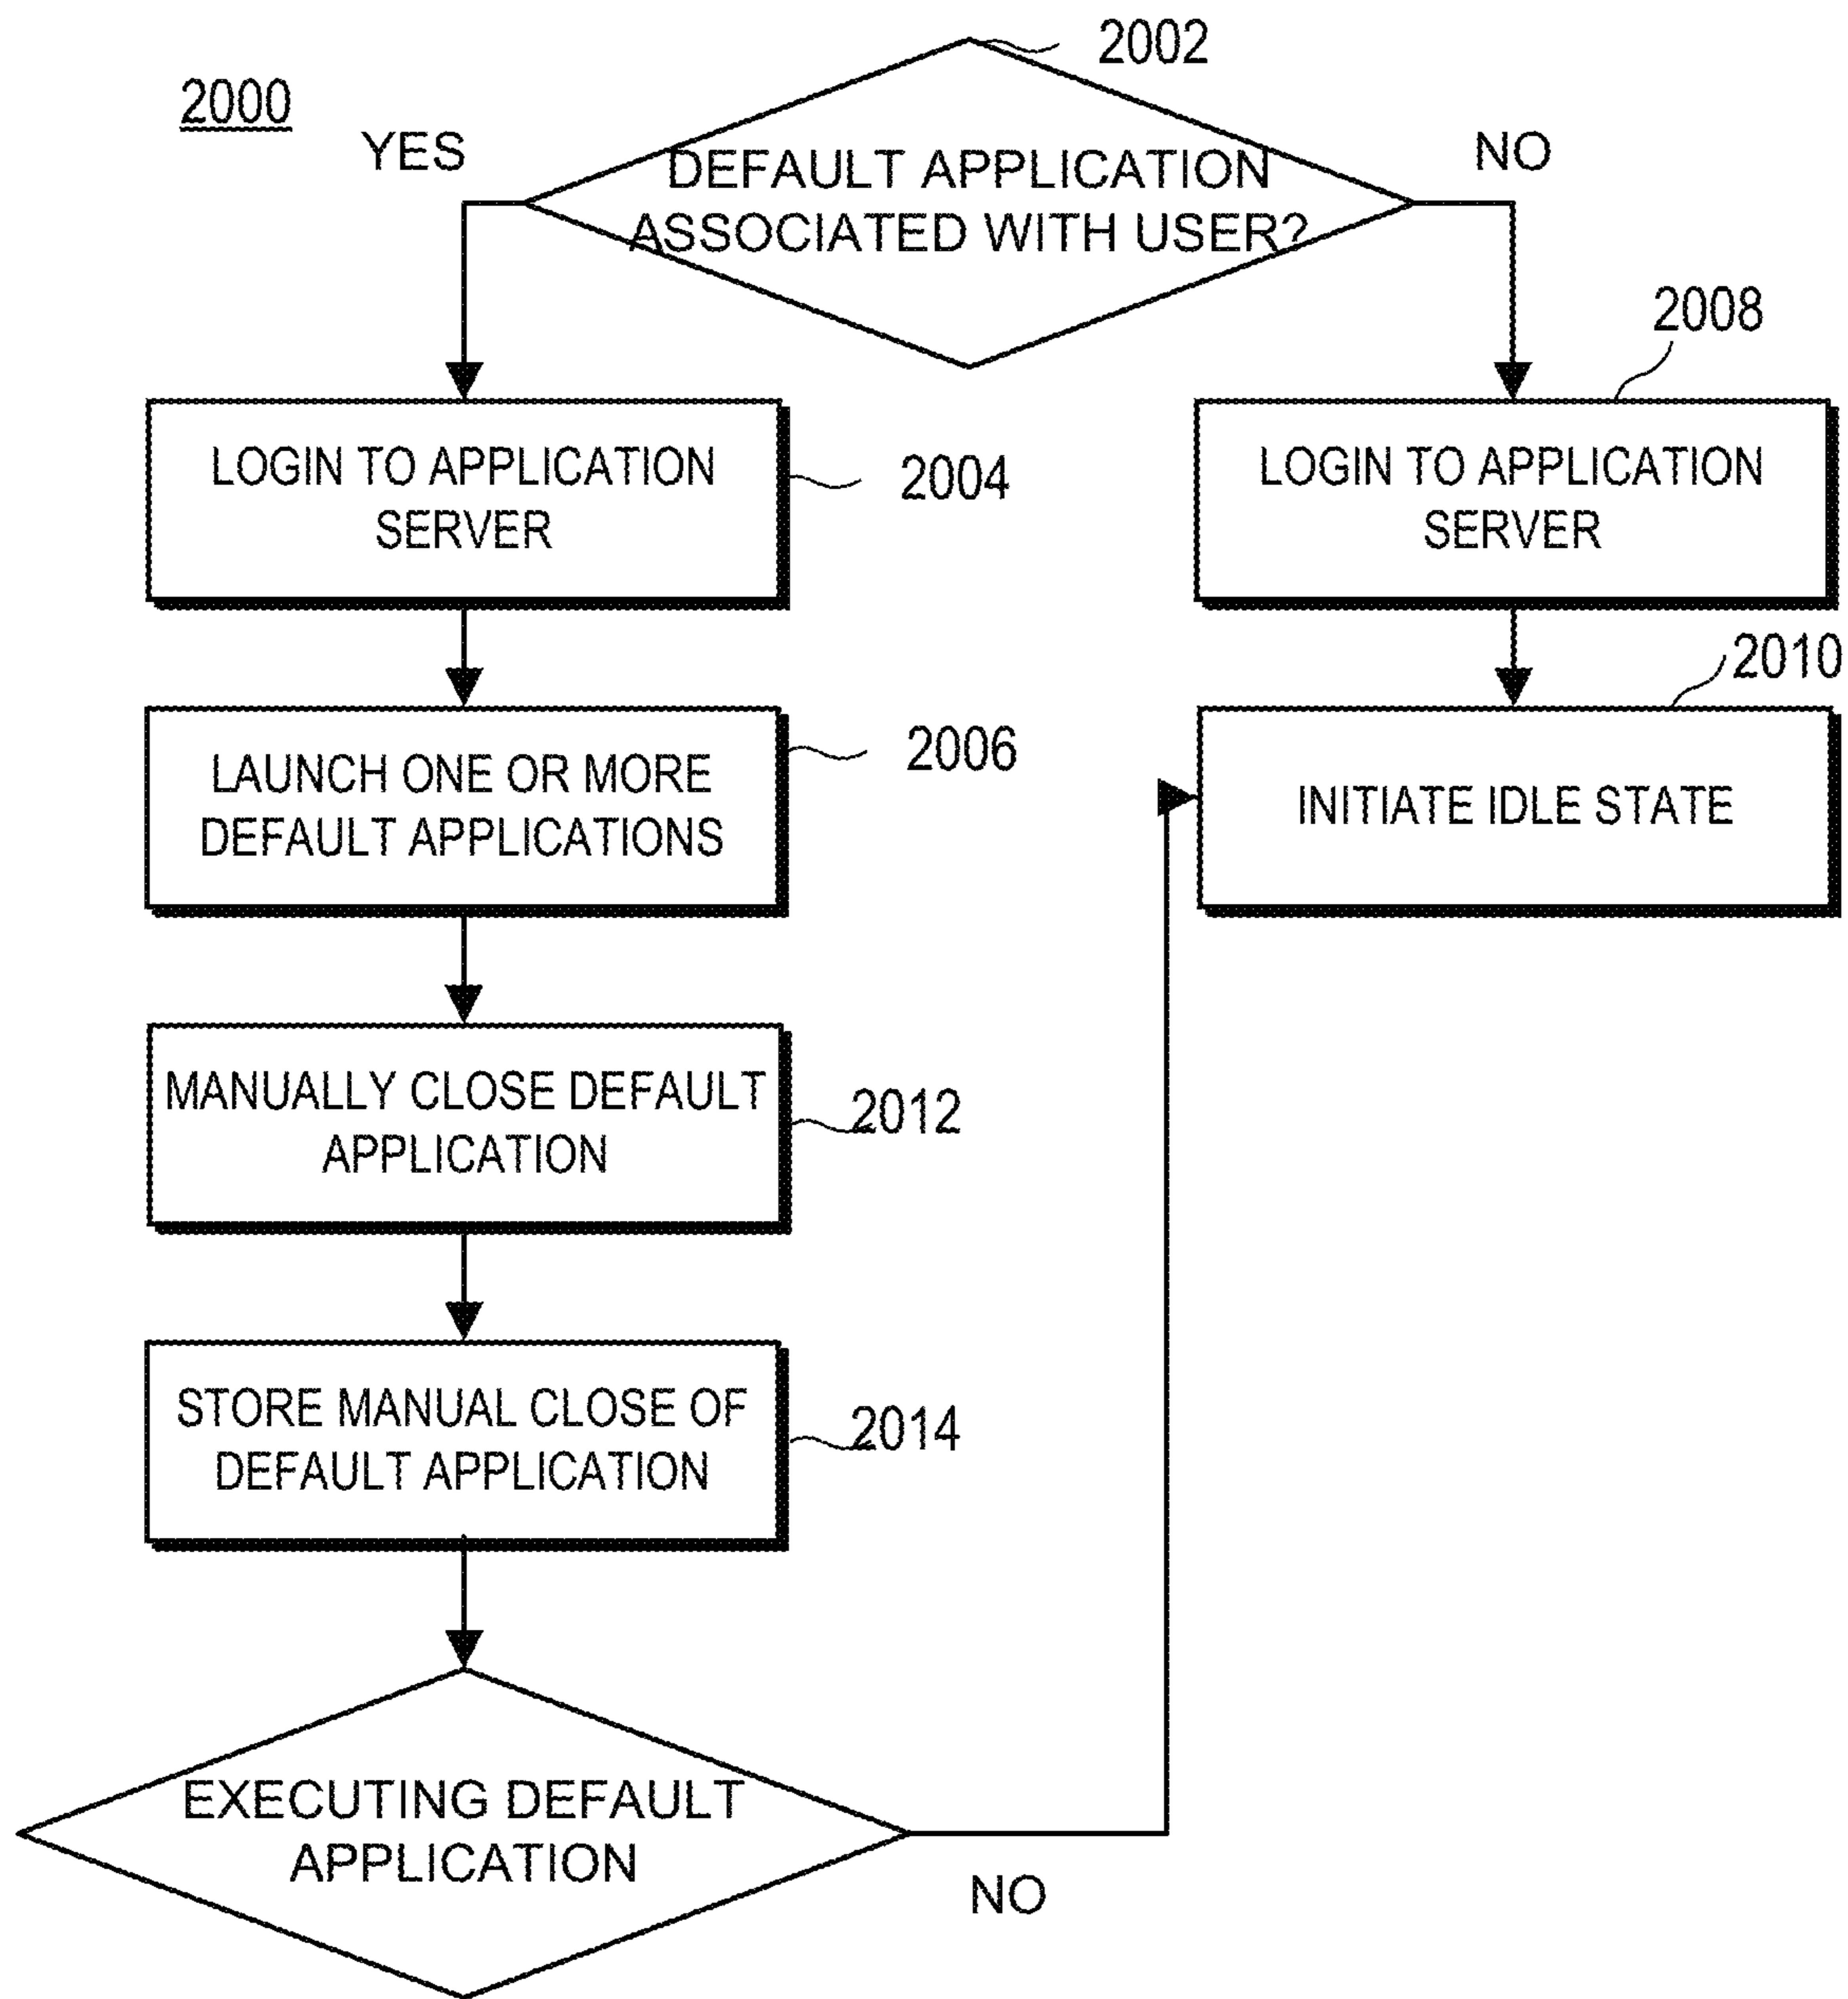 2000
2002
YES
NO
DEFAULT APPLICATION
ASSOCIATED WITH USER?
2008
LOGIN TO APPLICATION
SERVER
2004
LOGIN TO APPLICATION
SERVER
2010
LAUNCH ONE OR MORE
DEFAULT APPLICATIONS
2006
INITIATE IDLE STATE
MANUALLY CLOSE DEFAULT
APPLICATION
2012
STORE MANUAL CLOSE OF
DEFAULT APPLICATION
2014
EXECUTING DEFAULT
APPLICATION
NO